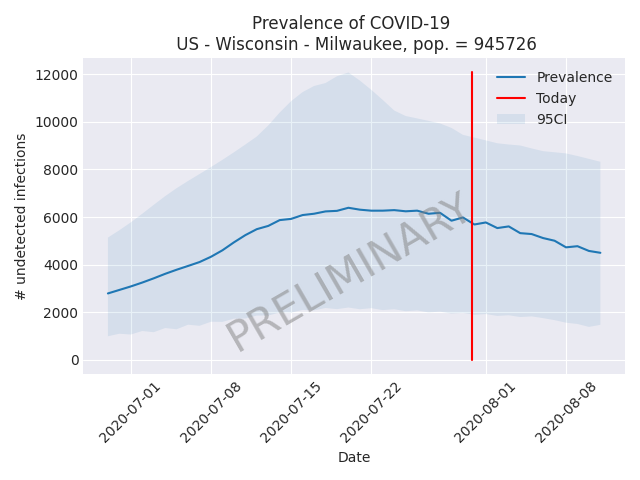 Prevalence of COVID-19
US - Wisconsin - Milwaukee, pop. = 945726
12000
10000
8000
6000
4000
2000
0
# undetected infections
Prevalence
Today
95CI
PRELIMINARY
2020-07-01
2020-07-08
2020-07-15
2020-07-22
2020-08-01
2020-08-08
Date